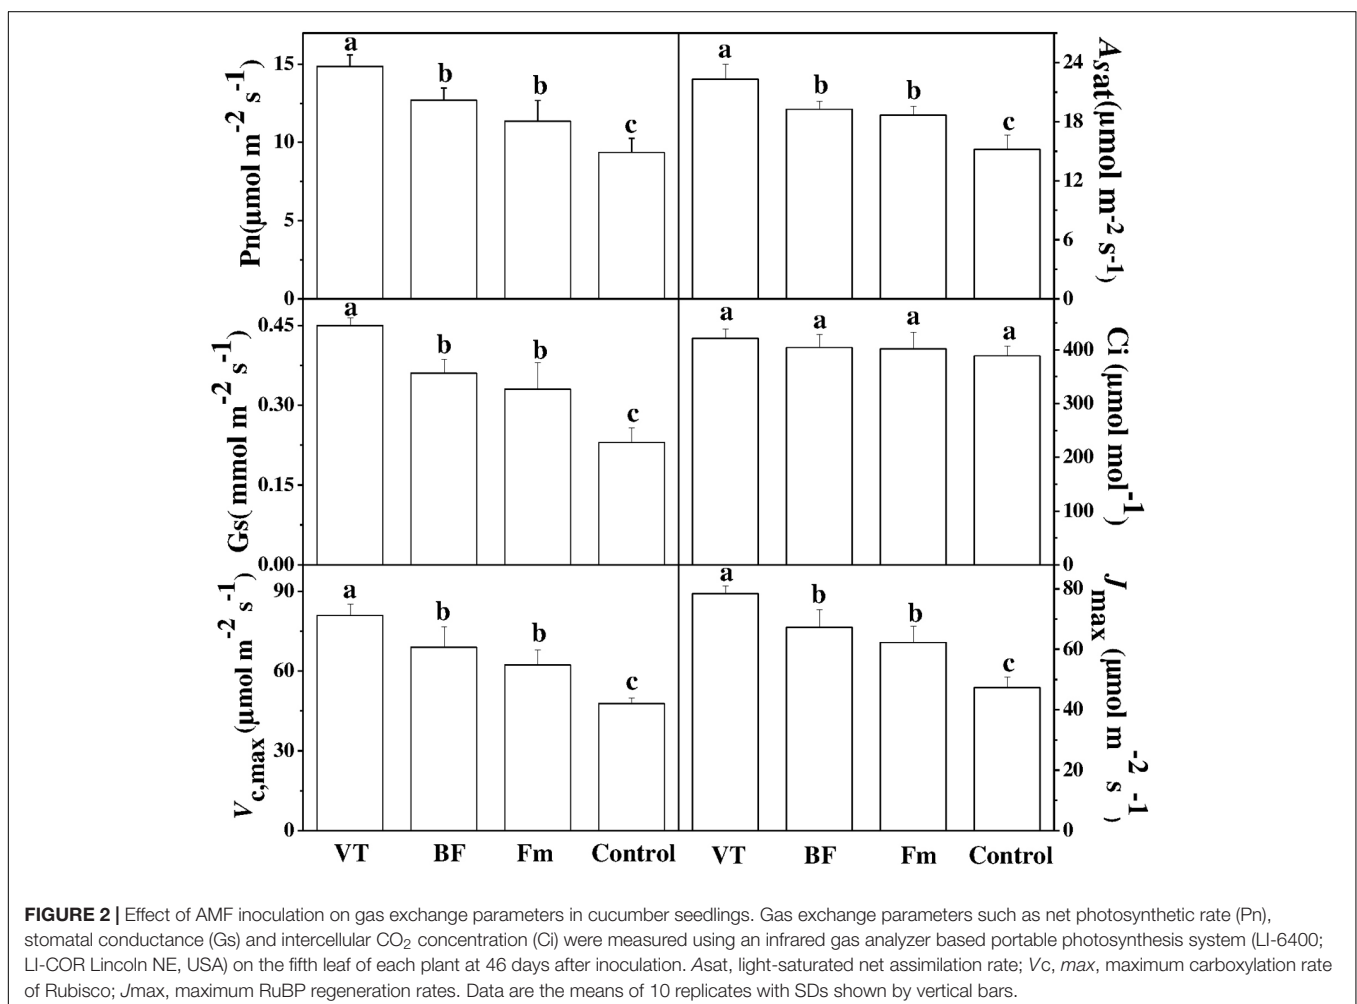 a
b
b
c
15
10
5
0
Pn(μmol m-2 s-1)
a
b
b
c
24
18
12
6
0
Asat(μmol m-2 s-1)
a
b
b
c
0.45
0.30
0.15
0.00
Gs( mmol m-2 s-1)
a
a
a
a
400
300
200
100
0
Ci (μmol mol-1)
a
b
b
c
90
60
30
0
Vc,max (μmol m-2 s-1)
a
b
b
c
80
60
40
20
0
Jmax (μmol m-2 s-1)
VT BF Fm Control VT BF Fm Control
FIGURE 2 | Effect of AMF inoculation on gas exchange parameters in cucumber seedlings. Gas exchange parameters such as net photosynthetic rate (Pn),
stomatal conductance (Gs) and intercellular CO2 concentration (Ci) were measured using an infrared gas analyzer based portable photosynthesis system (LI-6400;
LI-COR Lincoln NE, USA) on the fifth leaf of each plant at 46 days after inoculation. Asat, light-saturated net assimilation rate; Vc, max, maximum carboxylation rate
of Rubisco; Jmax, maximum RuBP regeneration rates. Data are the means of 10 replicates with SDs shown by vertical bars.